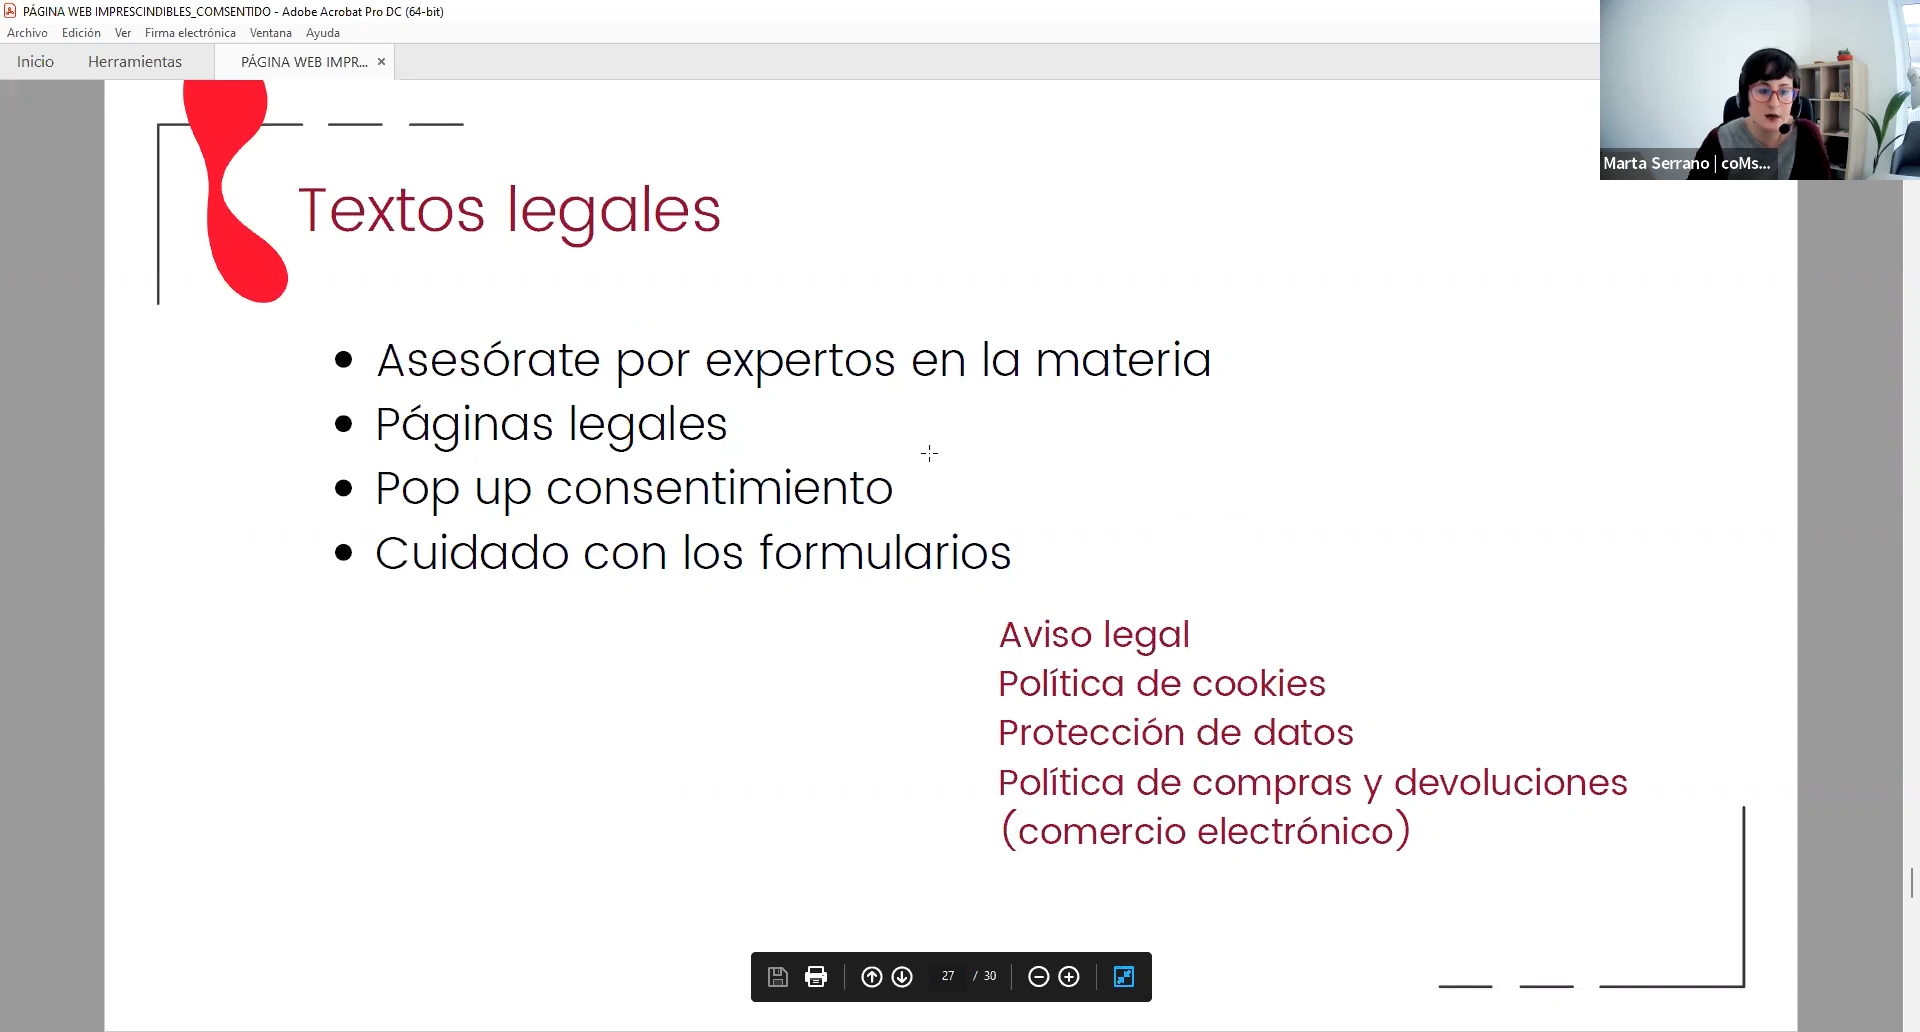 PÁGINA WEB IMPRESCINDIBLES_COMSENTIDO - Adobe Acrobat Pro DC (64-bit)
Archivo Edición Ver Firma electrónica Ventana Ayuda
Inicio Herramientas PÁGINA WEB IMPR... ×
Marta Serrano | coMs...
Textos legales
• Asesórate por expertos en la materia
• Páginas legales
• Pop up consentimiento
• Cuidado con los formularios
Aviso legal
Política de cookies
Protección de datos
Política de compras y devoluciones
(comercio electrónico)
27 / 30